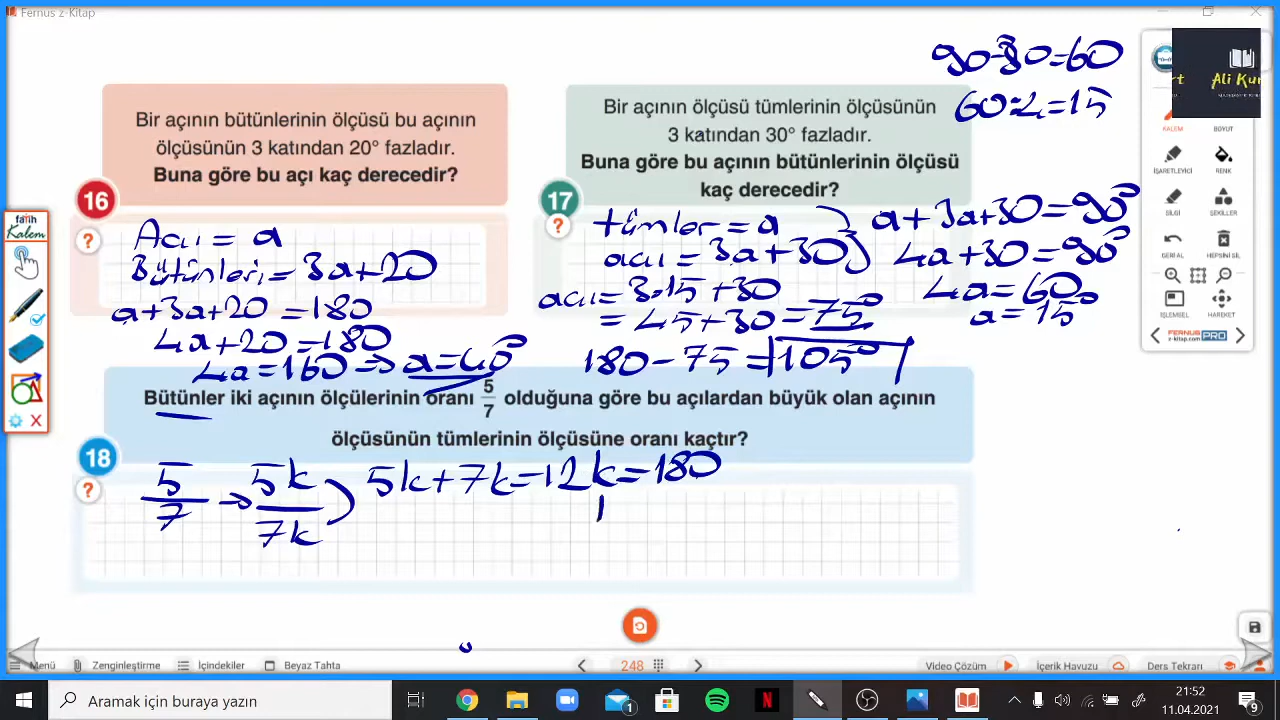 Fernus z-Kitap
90-30=60
60:4=15
Ali Kur
Bir açının bütünlerinin ölçüsü bu açının
ölçüsünün 3 katından 20° fazladır.
Buna göre bu açı kaç derecedir?
16
?
Açı = a
Bütünleri = 3a+20
a+3a+20 =180
4a+20=180
4a=160 => a=40°
Bir açının ölçüsü tümlerinin ölçüsünün
3 katından 30° fazladır.
Buna göre bu açının bütünlerinin ölçüsü
kaç derecedir?
17
?
tümler = a
açı = 3a+30
açı = 3.15+30
= 45+30 = 75°
180-75=105°
a+3a+30=90°
4a+30=90°
4a=60
a=15°
Bütünler iki açının ölçülerinin oranı 5/7 olduğuna göre bu açılardan büyük olan açının
ölçüsünün tümlerinin ölçüsüne oranı kaçtır?
18
?
5/7 → 5k/7k ) 5k+7k=12k=180
fatih
Kalem
KALEM
BOYUT
İŞARETLEYİCİ
RENK
SİLGİ
ŞEKİLLER
GERİ AL
HEPSİNİ SİL
İŞLEMSEL
HAREKET
FERNUS PRO
z-kitap.com
Menü
Zenginleştirme
İçindekiler
Beyaz Tahta
248
Video Çözüm
İçerik Havuzu
Ders Tekrarı
Aramak için buraya yazın
1
21:52
11.04.2021
9